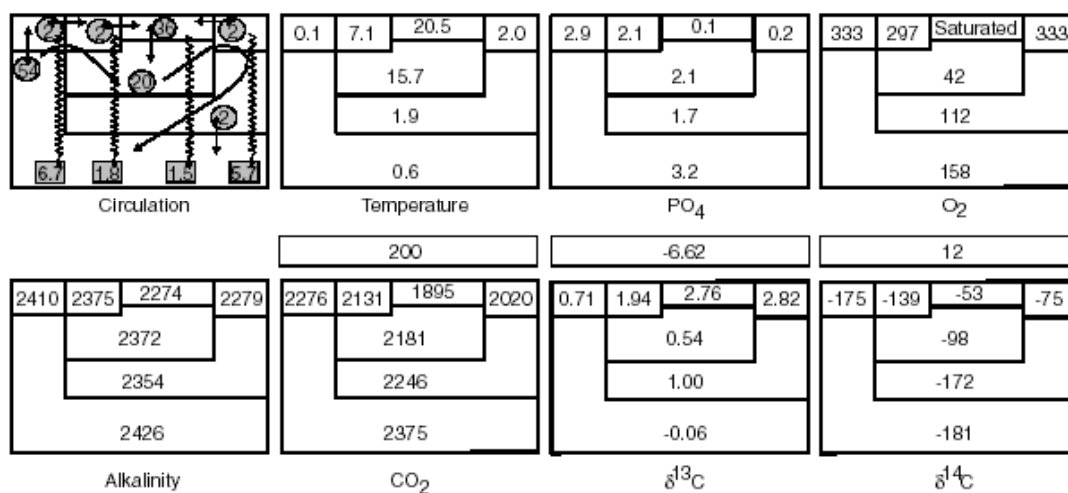 2 2 36 2
54
20
2
6.7 1.8 1.5 5.7
Circulation
0.1 7.1 20.5 2.0
15.7
1.9
0.6
Temperature
2.9 2.1 0.1 0.2
2.1
1.7
3.2
PO4
333 297 Saturated 333
42
112
158
O2
200
-6.62
12
2410 2375 2274 2279
2372
2354
2426
Alkalinity
2276 2131 1895 2020
2181
2246
2375
CO2
0.71 1.94 2.76 2.82
0.54
1.00
-0.06
δ13C
-175 -139 -53 -75
-98
-172
-181
δ14C